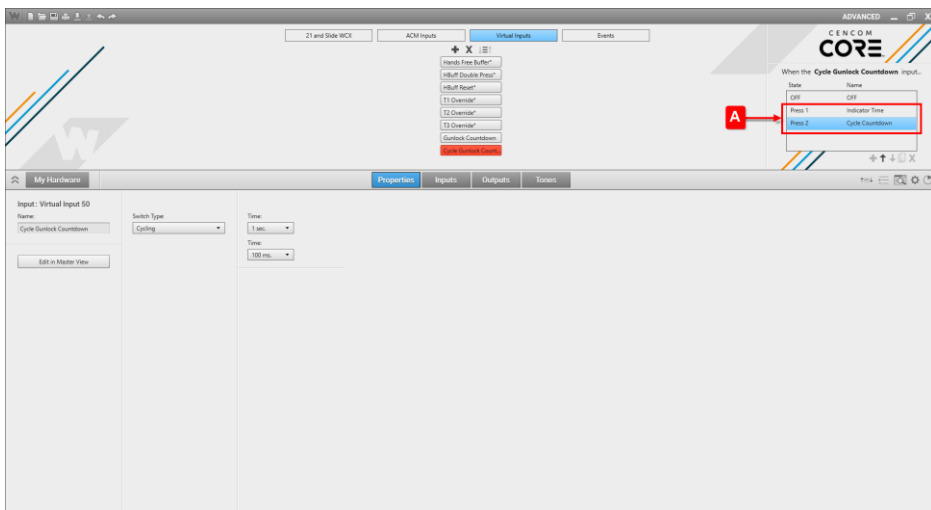 ADVANCED
21 and Slide WCX
ACM Inputs
Virtual Inputs
Events
Hands Free Buffer*
HBuff Double Press*
HBuff Reset*
T1 Override*
T2 Override*
T3 Override*
Gunlock Countdown
Cycle Gunlock Count...
CENCOM
CORE
When the Cycle Gunlock Countdown input...
State Name
OFF OFF
Press 1 Indicator Time
Press 2 Cycle Countdown
A
My Hardware
Properties
Inputs
Outputs
Tones
Input: Virtual Input 50
Name:
Cycle Gunlock Countdown
Edit in Master View
Switch Type:
Cycling
Time:
1 sec.
Time:
100 ms.